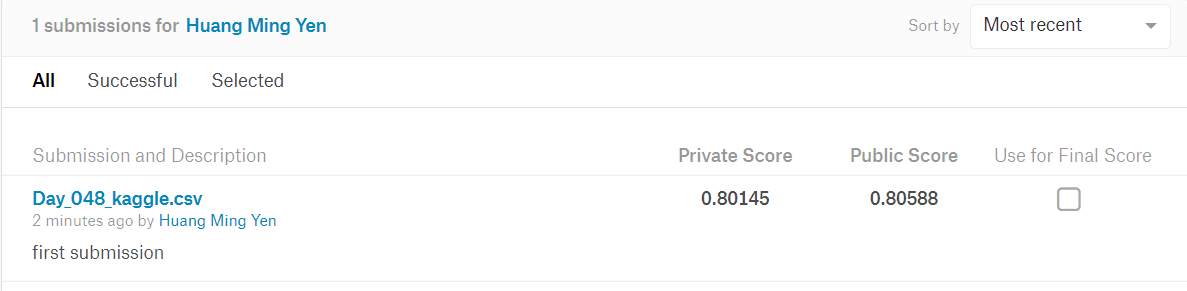 1 submissions for Huang Ming Yen Sort by Most recent
All Successful Selected
Submission and Description Private Score Public Score Use for Final Score
Day_048_kaggle.csv 0.80145 0.80588
2 minutes ago by Huang Ming Yen
first submission